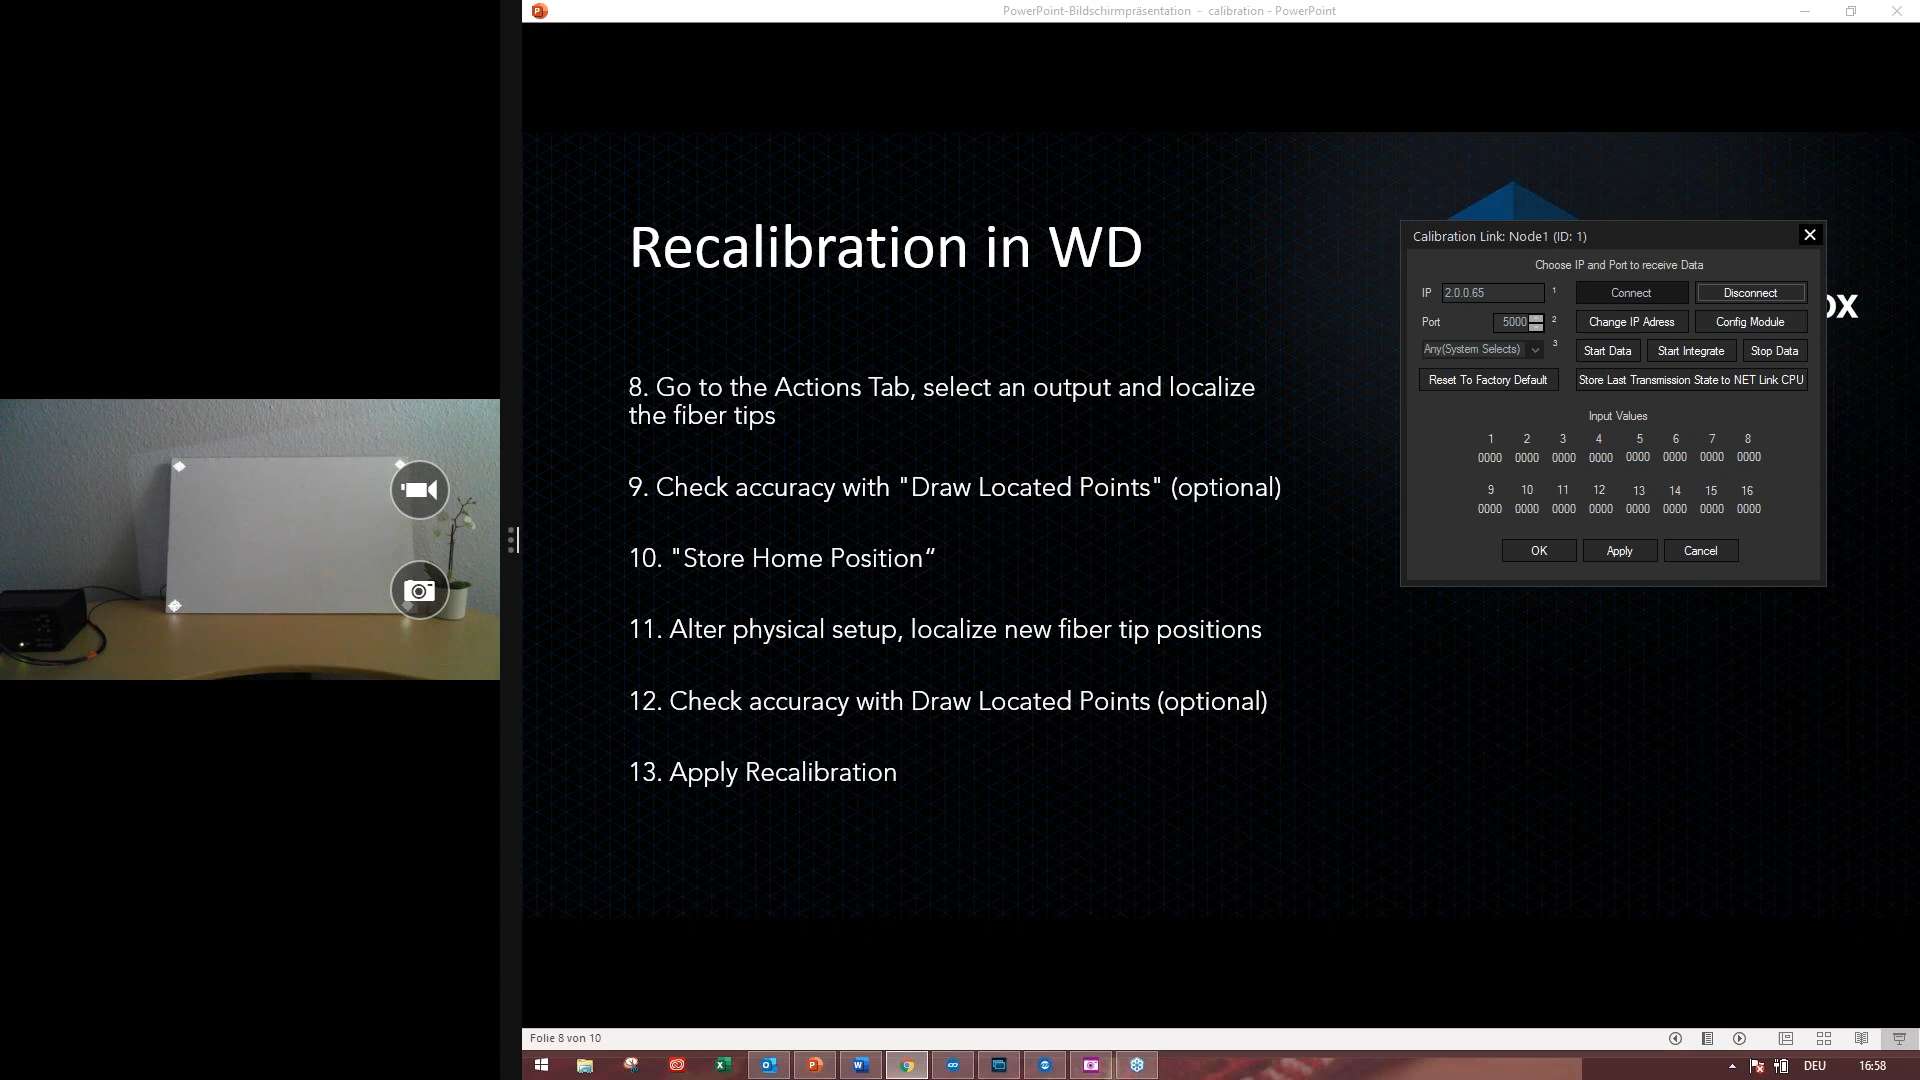 PowerPoint-Bildschirmpräsentation - calibration - PowerPoint
Recalibration in WD
8. Go to the Actions Tab, select an output and localize
the fiber tips
9. Check accuracy with "Draw Located Points" (optional)
10. "Store Home Position“
11. Alter physical setup, localize new fiber tip positions
12. Check accuracy with Draw Located Points (optional)
13. Apply Recalibration
Calibration Link: Node1 (ID: 1)
Choose IP and Port to receive Data
IP 2.0.0.65 1 Connect Disconnect
Port 5000 2 Change IP Adress Config Module
Any(System Selects) 3 Start Data Start Integrate Stop Data
Reset To Factory Default Store Last Transmission State to NET Link CPU
Input Values
1 2 3 4 5 6 7 8
0000 0000 0000 0000 0000 0000 0000 0000
9 10 11 12 13 14 15 16
0000 0000 0000 0000 0000 0000 0000 0000
OK Apply Cancel
ox
Folie 8 von 10
DEU 16:58